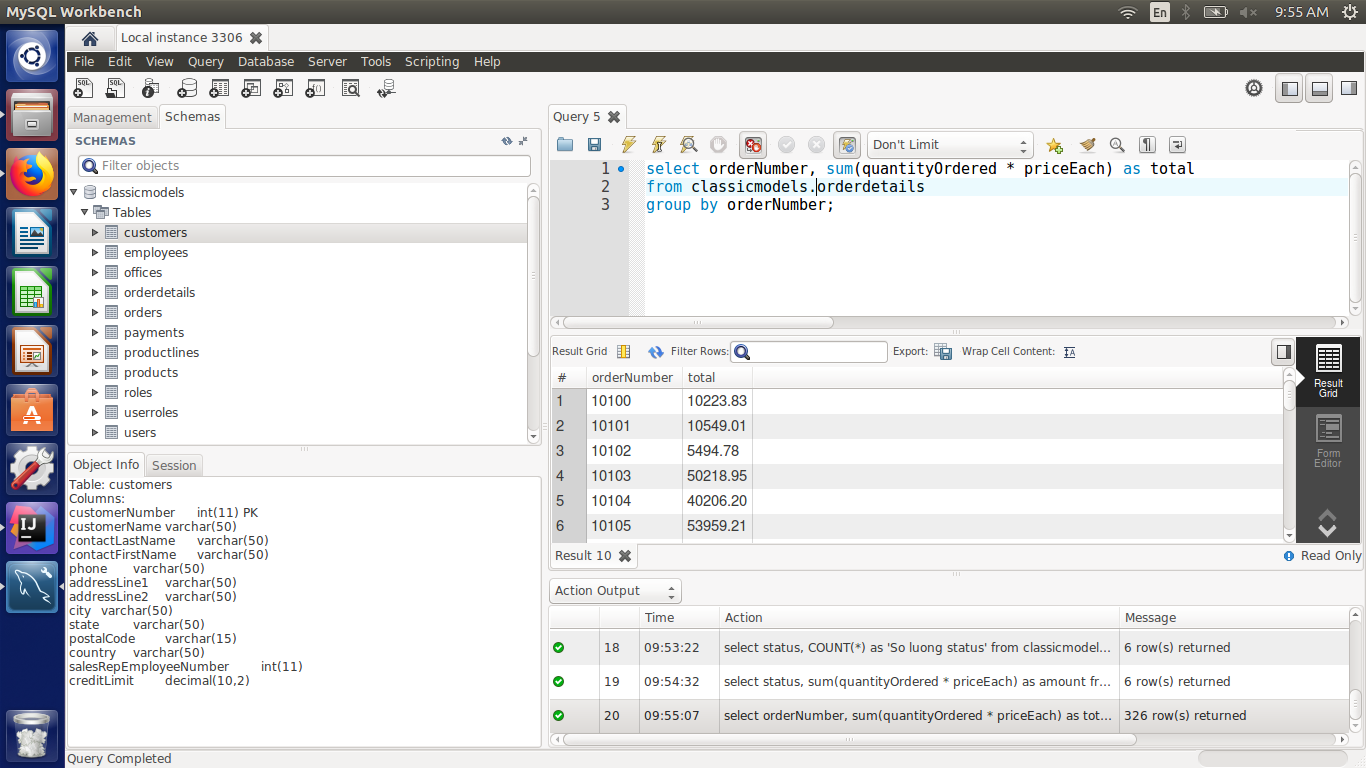 MySQL Workbench
En
9:55 AM
Local instance 3306
File Edit View Query Database Server Tools Scripting Help
Management Schemas
SCHEMAS
Filter objects
classicmodels
Tables
customers
employees
offices
orderdetails
orders
payments
productlines
products
roles
userroles
users
Object Info Session
Table: customers
Columns:
customerNumber int(11) PK
customerName varchar(50)
contactLastName varchar(50)
contactFirstName varchar(50)
phone varchar(50)
addressLine1 varchar(50)
addressLine2 varchar(50)
city varchar(50)
state varchar(50)
postalCode varchar(15)
country varchar(50)
salesRepEmployeeNumber int(11)
creditLimit decimal(10,2)
Query 5
Don't Limit
1 select orderNumber, sum(quantityOrdered * priceEach) as total
2 from classicmodels.orderdetails
3 group by orderNumber;
Result Grid Filter Rows: Export: Wrap Cell Content:
# orderNumber total
1 10100 10223.83
2 10101 10549.01
3 10102 5494.78
4 10103 50218.95
5 10104 40206.20
6 10105 53959.21
Result
Grid
Form
Editor
Result 10
Read Only
Action Output
Time Action Message
18 09:53:22 select status, COUNT(*) as 'So luong status' from classicmodel... 6 row(s) returned
19 09:54:32 select status, sum(quantityOrdered * priceEach) as amount fr... 6 row(s) returned
20 09:55:07 select orderNumber, sum(quantityOrdered * priceEach) as tot... 326 row(s) returned
Query Completed
IJ